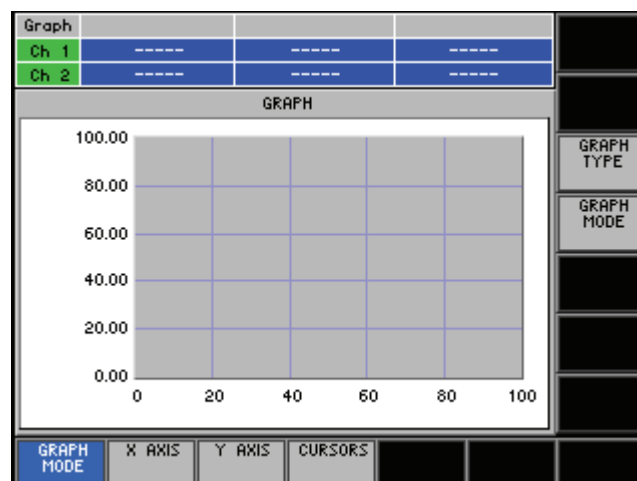 Graph
Ch 1 ----- ----- -----
Ch 2 ----- ----- -----
GRAPH
100.00
80.00
60.00
40.00
20.00
0.00
0 20 40 60 80 100
GRAPH
TYPE
GRAPH
MODE
GRAPH
MODE
X AXIS
Y AXIS
CURSORS